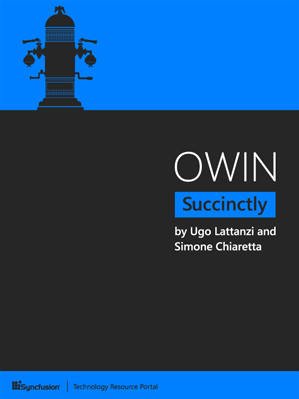 OWIN
Succinctly
by Ugo Lattanzi and
Simone Chiaretta
Syncfusion | Technology Resource Portal